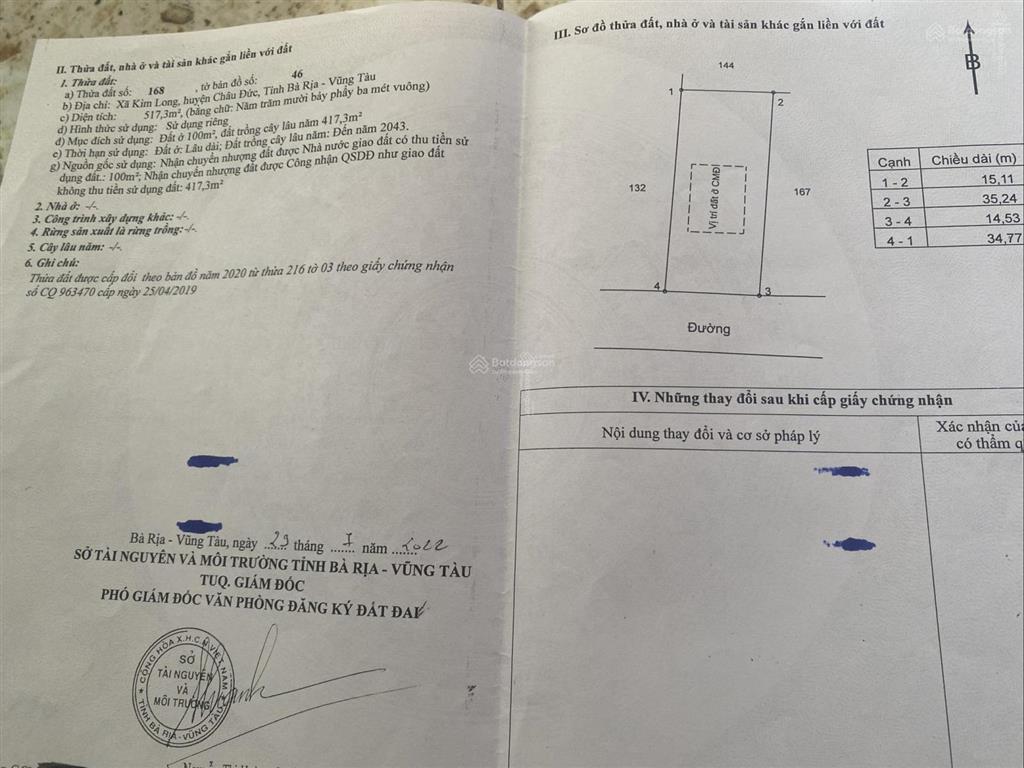 II. Thửa đất, nhà ở và tài sản khác gắn liền với đất
1. Thửa đất:
a) Thửa đất số: 168 , tờ bản đồ số: 46
b) Địa chỉ: Xã Kim Long, huyện Châu Đức, Tỉnh Bà Rịa - Vũng Tàu
c) Diện tích: 517,3m², (bằng chữ: Năm trăm mười bảy phẩy ba mét vuông)
d) Hình thức sử dụng: Sử dụng riêng
đ) Mục đích sử dụng: Đất ở 100m², đất trồng cây lâu năm 417,3m²
e) Thời hạn sử dụng: Đất ở: Lâu dài; Đất trồng cây lâu năm: Đến năm 2043.
g) Nguồn gốc sử dụng: Nhận chuyển nhượng đất được Nhà nước giao đất có thu tiền sử
dụng đất.: 100m²; Nhận chuyển nhượng đất được Công nhận QSDĐ như giao đất
không thu tiền sử dụng đất: 417,3m²
2. Nhà ở: -/-.
3. Công trình xây dựng khác: -/-.
4. Rừng sản xuất là rừng trồng:-/-.
5. Cây lâu năm: -/-.
6. Ghi chú:
Thửa đất được cấp đổi theo bản đồ năm 2020 từ thửa 216 tờ 03 theo giấy chứng nhận
số CQ 963470 cấp ngày 25/04/2019
Bà Rịa - Vũng Tàu, ngày 29 tháng 7 năm 2022
SỞ TÀI NGUYÊN VÀ MÔI TRƯỜNG TỈNH BÀ RỊA - VŨNG TÀU
TUQ. GIÁM ĐỐC
PHÓ GIÁM ĐỐC VĂN PHÒNG ĐĂNG KÝ ĐẤT ĐAI
CỘNG HÒA X.H.C.N VIỆT NAM
SỞ
TÀI NGUYÊN
VÀ
MÔI TRƯỜNG
TỈNH BÀ RỊA-VŨNG TÀU
III. Sơ đồ thửa đất, nhà ở và tài sản khác gắn liền với đất
B
144
1
2
132
Vị trí đất ở CMĐ
167
4
3
Đường
Cạnh Chiều dài (m)
1 - 2 15,11
2 - 3 35,24
3 - 4 14,53
4 - 1 34,77
Batdongsan
IV. Những thay đổi sau khi cấp giấy chứng nhận
Nội dung thay đổi và cơ sở pháp lý
Xác nhận của
có thẩm q